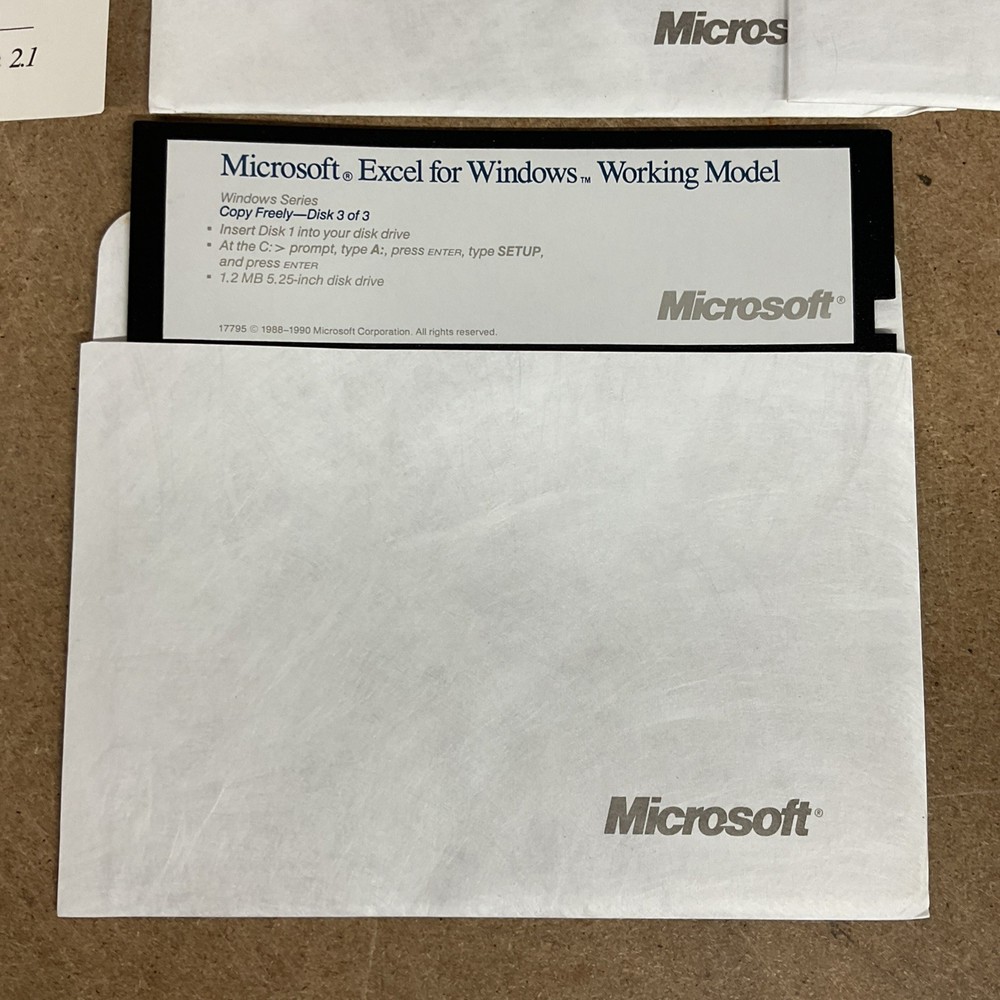 Micros
2.1
Microsoft® Excel for Windows™ Working Model
Windows Series
Copy Freely—Disk 3 of 3
• Insert Disk 1 into your disk drive
• At the C:> prompt, type A:, press ENTER, type SETUP,
and press ENTER
• 1.2 MB 5.25-inch disk drive
Microsoft®
17795 © 1988–1990 Microsoft Corporation. All rights reserved.
Microsoft®